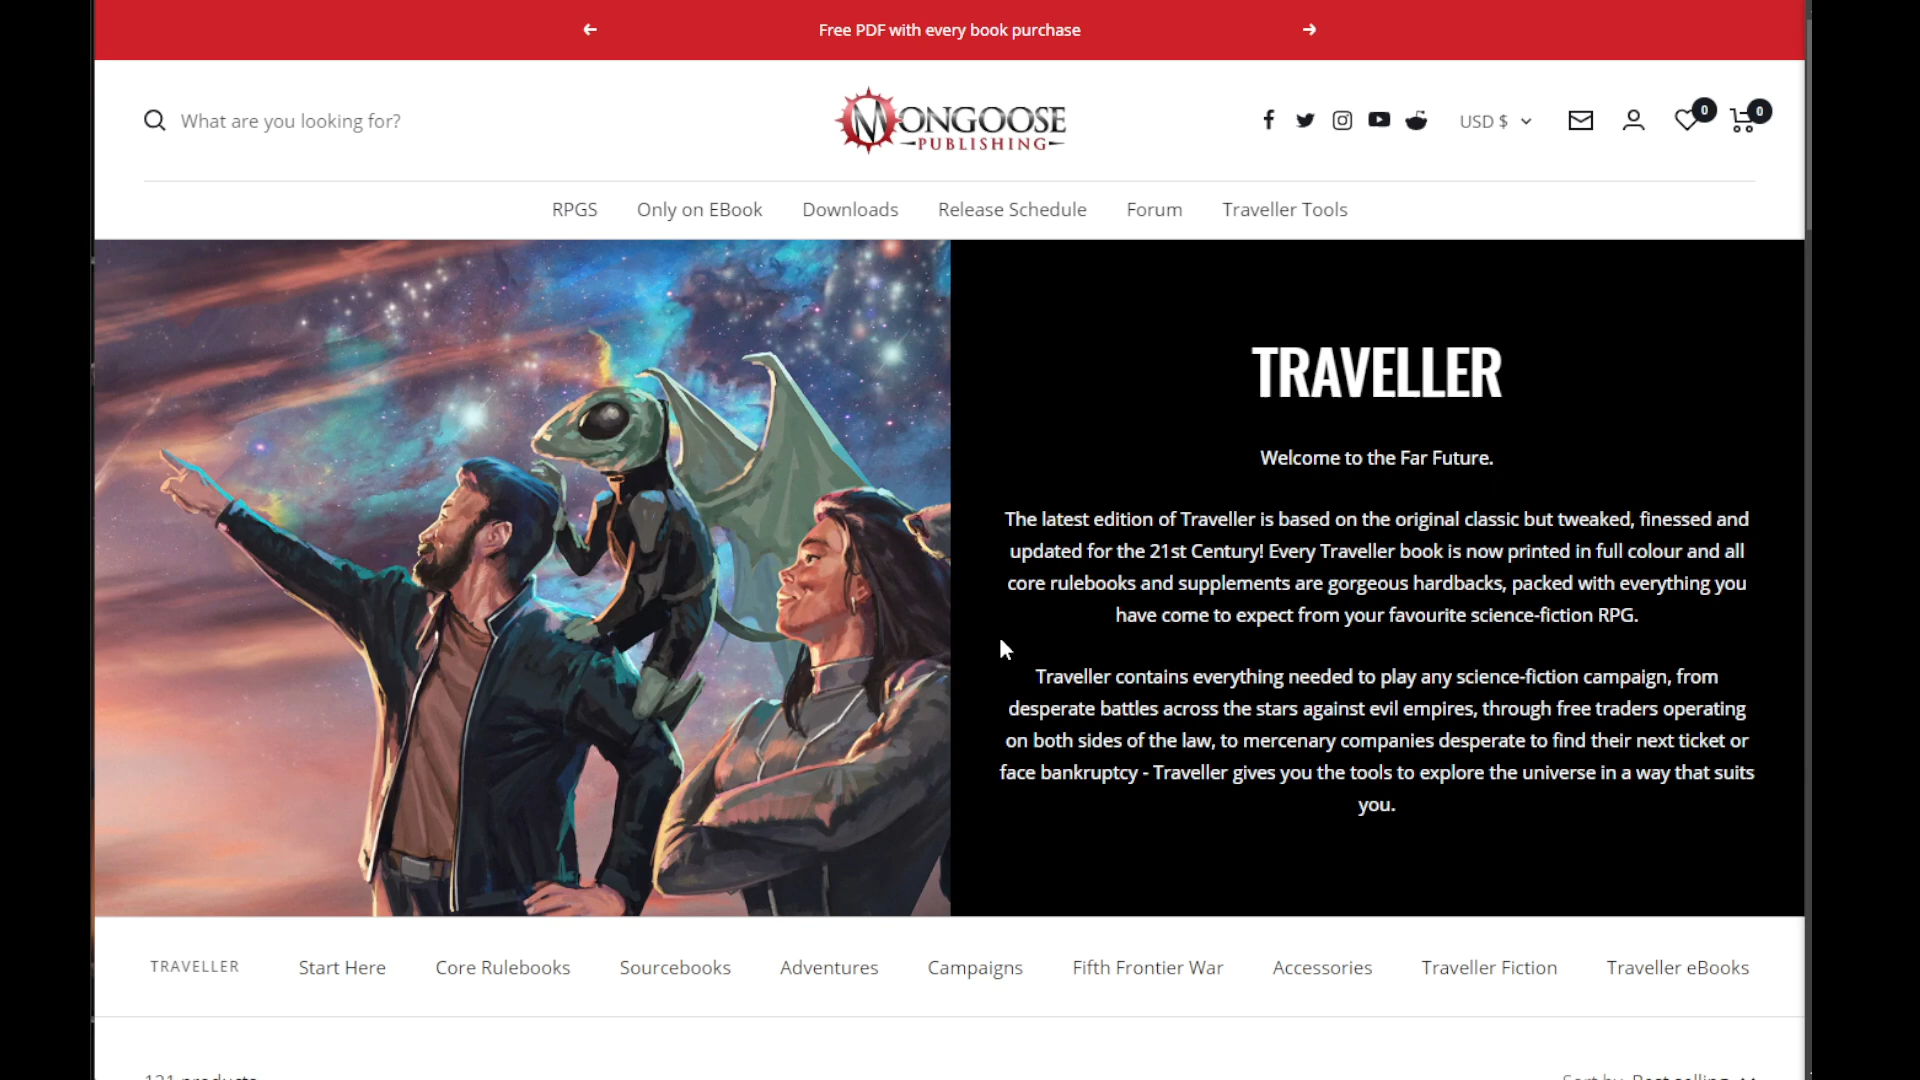 Free PDF with every book purchase
What are you looking for?
MONGOOSE
PUBLISHING
USD $
0
0
RPGS
Only on EBook
Downloads
Release Schedule
Forum
Traveller Tools
TRAVELLER
Welcome to the Far Future.
The latest edition of Traveller is based on the original classic but tweaked, finessed and
updated for the 21st Century! Every Traveller book is now printed in full colour and all
core rulebooks and supplements are gorgeous hardbacks, packed with everything you
have come to expect from your favourite science-fiction RPG.
Traveller contains everything needed to play any science-fiction campaign, from
desperate battles across the stars against evil empires, through free traders operating
on both sides of the law, to mercenary companies desperate to find their next ticket or
face bankruptcy - Traveller gives you the tools to explore the universe in a way that suits
you.
TRAVELLER
Start Here
Core Rulebooks
Sourcebooks
Adventures
Campaigns
Fifth Frontier War
Accessories
Traveller Fiction
Traveller eBooks
products
Sort by Best selling